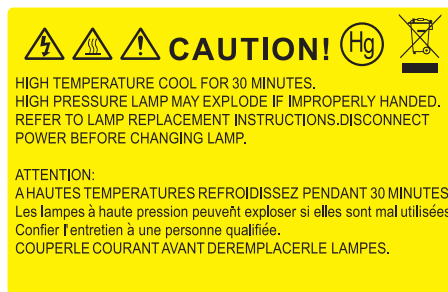 CAUTION! Hg
HIGH TEMPERATURE COOL FOR 30 MINUTES.
HIGH PRESSURE LAMP MAY EXPLODE IF IMPROPERLY HANDED.
REFER TO LAMP REPLACEMENT INSTRUCTIONS.DISCONNECT
POWER BEFORE CHANGING LAMP.
ATTENTION:
A HAUTES TEMPERATURES REFROIDISSEZ PENDANT 30 MINUTES
Les lampes à haute pression peuvent exploser si elles sont mal utilisées
Confier l'entretien à une personne qualifiée.
COUPERLE COURANT AVANT DEREMPLACERLE LAMPES.